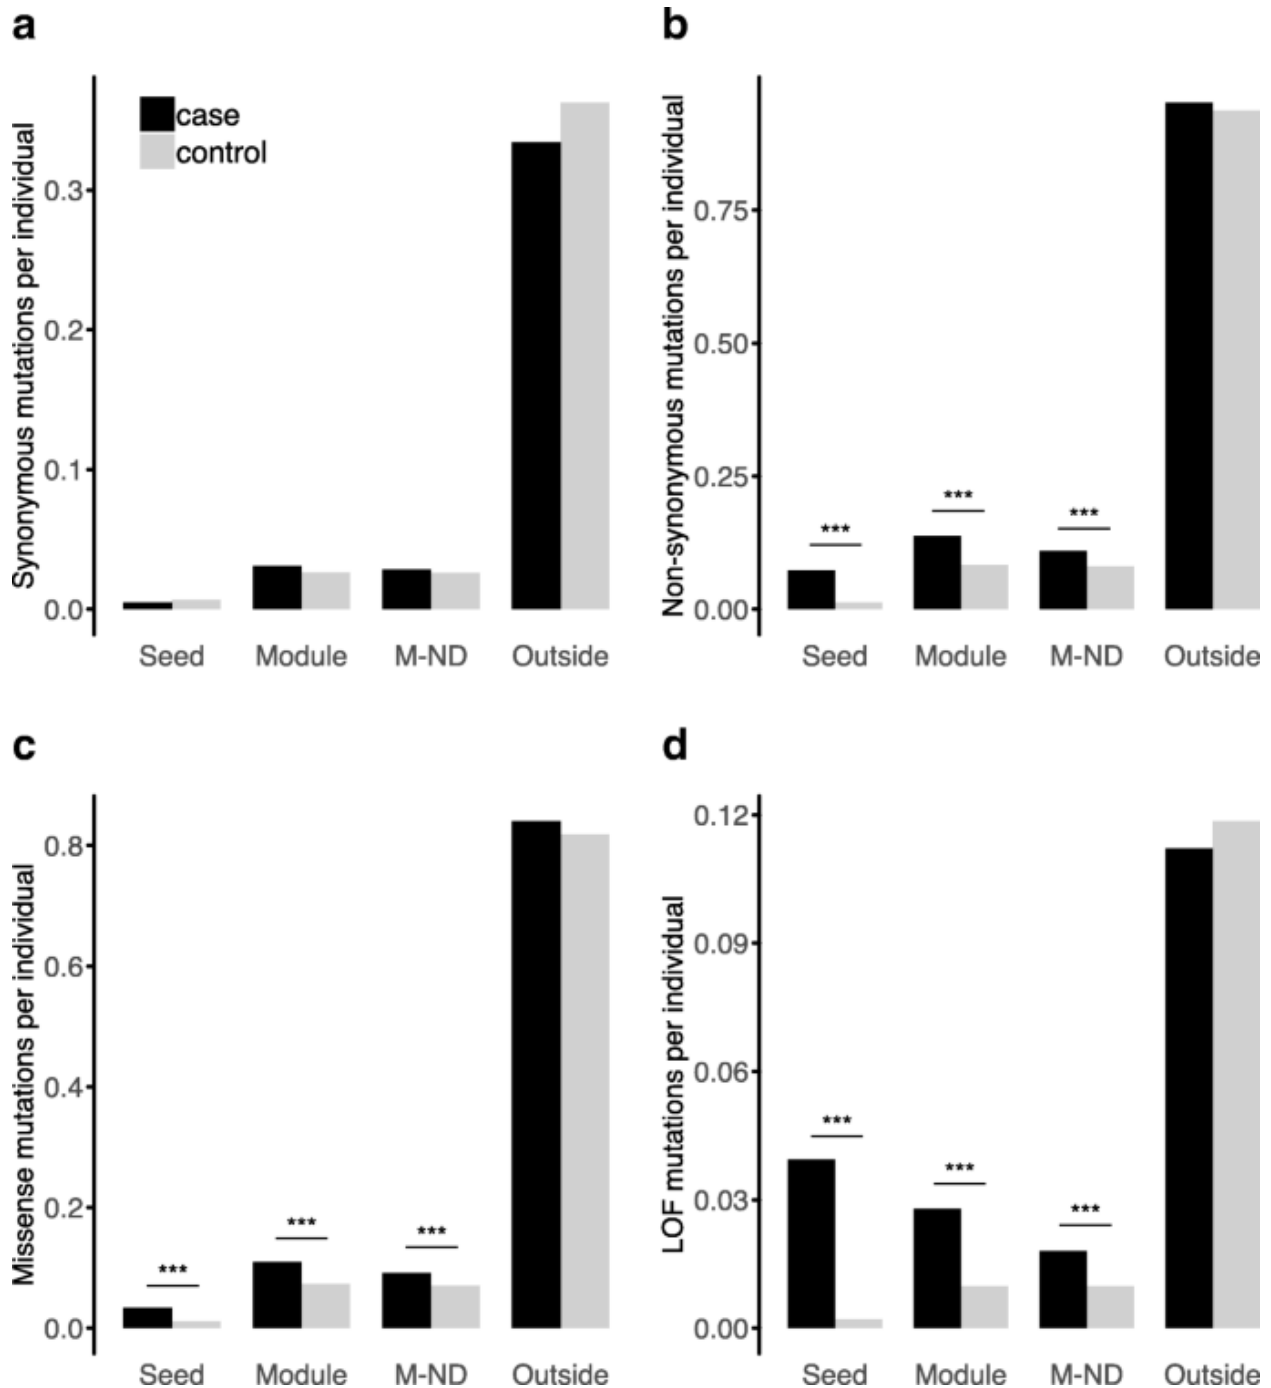 a
Synonymous mutations per individual
case
control
0.3
0.2
0.1
0.0
Seed Module M-ND Outside
b
Non-synonymous mutations per individual
0.75
0.50
0.25
0.00
***
***
***
Seed Module M-ND Outside
c
Missense mutations per individual
0.8
0.6
0.4
0.2
0.0
***
***
***
Seed Module M-ND Outside
d
LOF mutations per individual
0.12
0.09
0.06
0.03
0.00
***
***
***
Seed Module M-ND Outside